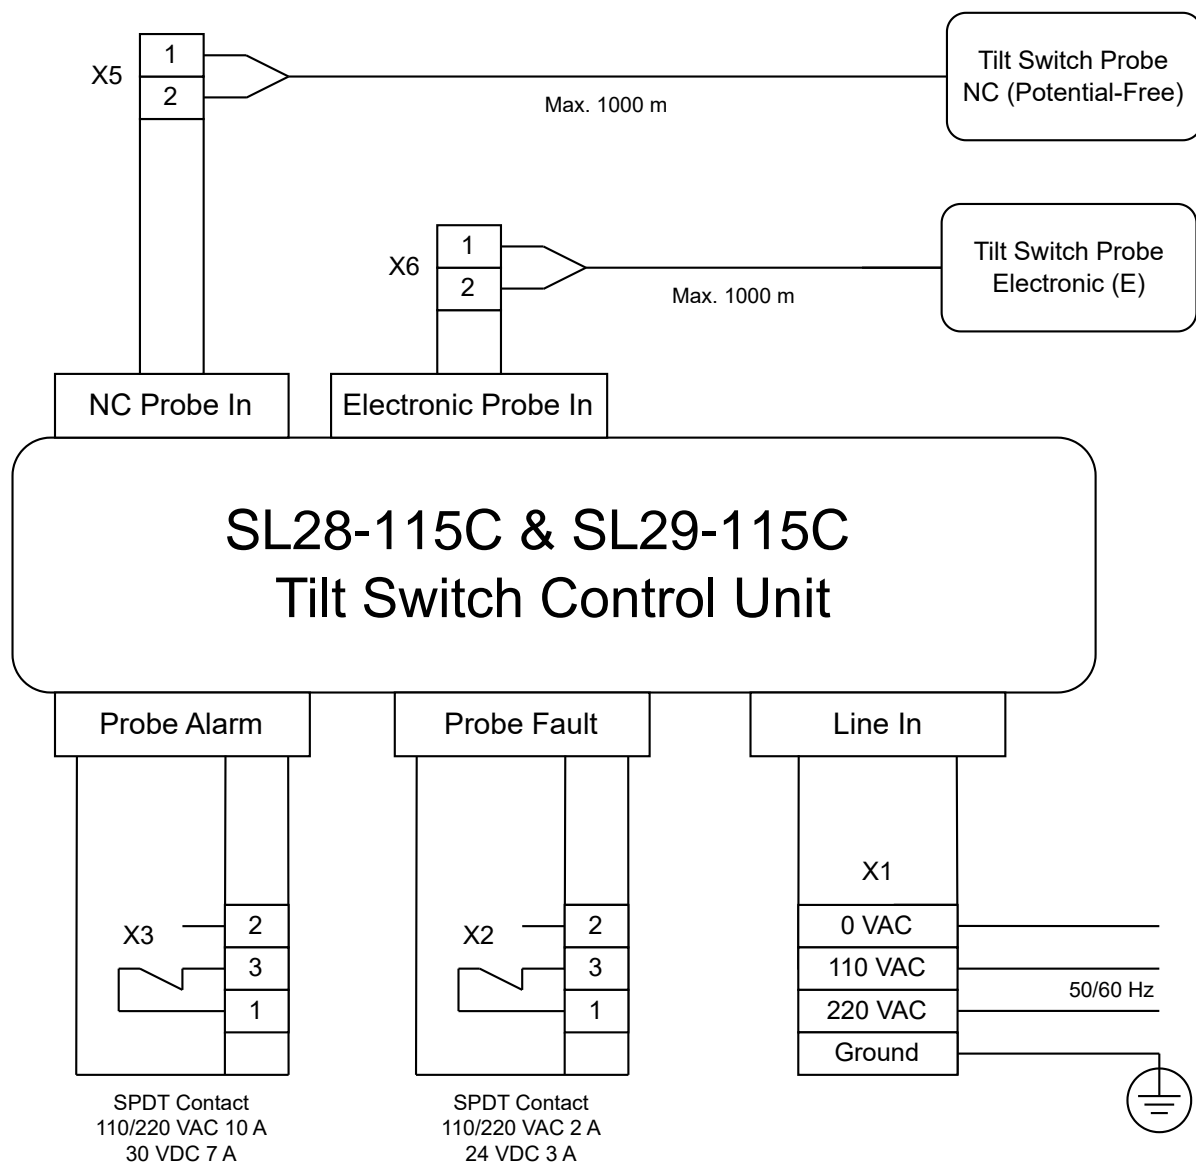 X5
1
2
Max. 1000 m
Tilt Switch Probe
NC (Potential-Free)
X6
1
2
Max. 1000 m
Tilt Switch Probe
Electronic (E)
NC Probe In
Electronic Probe In
SL28-115C & SL29-115C
Tilt Switch Control Unit
Probe Alarm
Probe Fault
Line In
X3
2
3
1
SPDT Contact
110/220 VAC 10 A
30 VDC 7 A
X2
2
3
1
SPDT Contact
110/220 VAC 2 A
24 VDC 3 A
X1
0 VAC
110 VAC
220 VAC
Ground
50/60 Hz